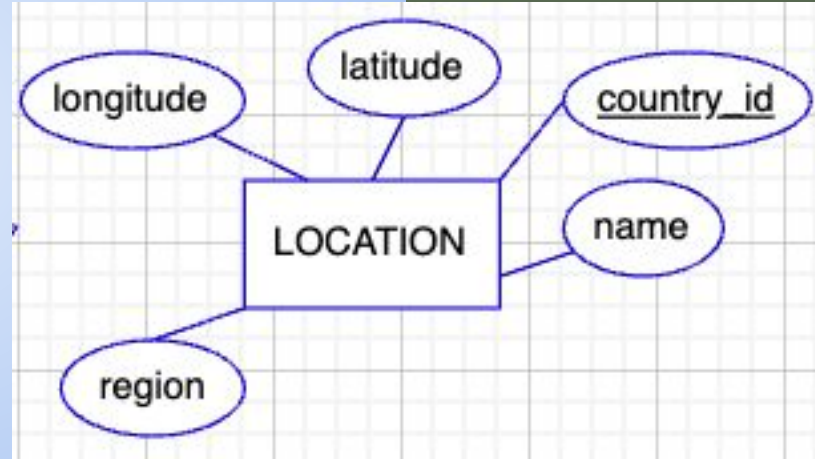 latitude
longitude
country_id
name
LOCATION
region